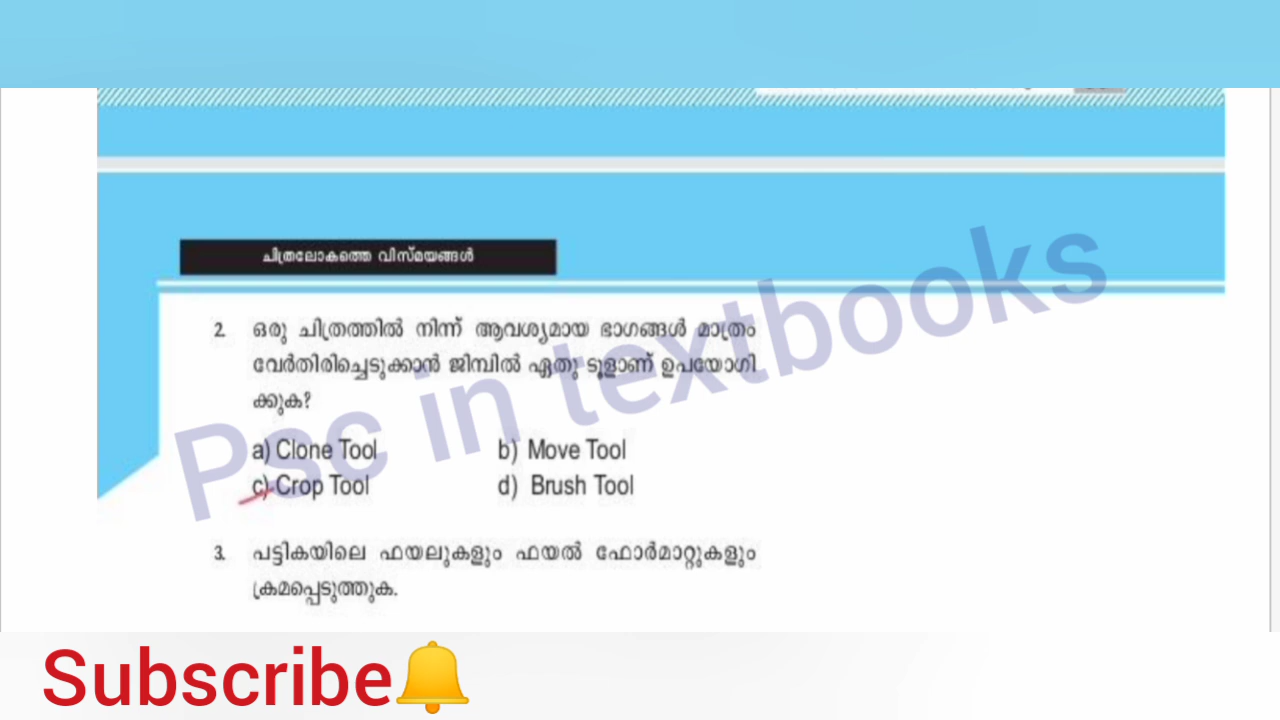 ചിത്രലോകത്തെ വിസ്മയങ്ങൾ
2. ഒരു ചിത്രത്തിൽ നിന്ന് ആവശ്യമായ ഭാഗങ്ങൾ മാത്രം
വേർതിരിച്ചെടുക്കാൻ ജിമ്പിൽ ഏതു ടൂളാണ് ഉപയോഗി
ക്കുക?
a) Clone Tool b) Move Tool
c) Crop Tool d) Brush Tool
3. പട്ടികയിലെ ഫയലുകളും ഫയൽ ഫോർമാറ്റുകളും
ക്രമപ്പെടുത്തുക.
Psc in textbooks
Subscribe